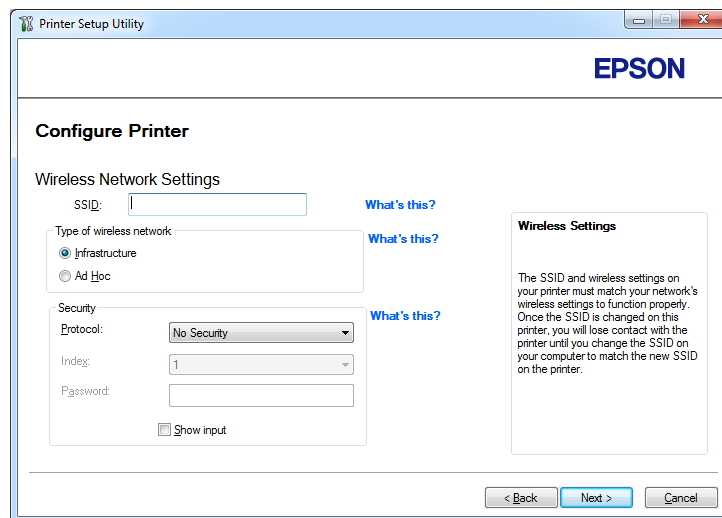 Printer Setup Utility
EPSON
Configure Printer
Wireless Network Settings
SSID:
What's this?
Type of wireless network
What's this?
Infrastructure
Ad Hoc
Security
What's this?
Protocol:
No Security
Index:
1
Password:
Show input
Wireless Settings
The SSID and wireless settings on
your printer must match your network's
wireless settings to function properly.
Once the SSID is changed on this
printer, you will lose contact with the
printer until you change the SSID on
your computer to match the new SSID
on the printer.
< Back
Next >
Cancel